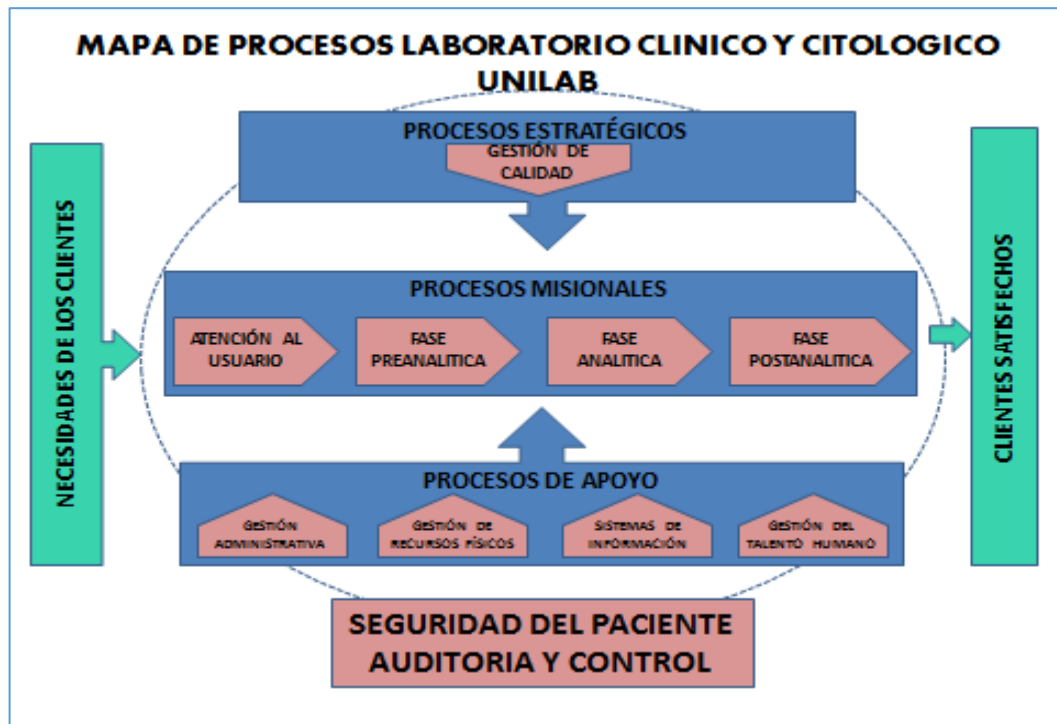 MAPA DE PROCESOS LABORATORIO CLINICO Y CITOLOGICO
UNILAB
PROCESOS ESTRATÉGICOS
GESTIÓN DE
CALIDAD
NECESIDADES DE LOS CLIENTES
PROCESOS MISIONALES
ATENCIÓN AL
USUARIO
FASE
PREANALITICA
FASE
ANALITICA
FASE
POSTANALITICA
CLIENTES SATISFECHOS
PROCESOS DE APOYO
GESTIÓN
ADMINISTRATIVA
GESTIÓN DE
RECURSOS FÍSICOS
SISTEMAS DE
INFORMACIÓN
GESTIÓN DEL
TALENTO HUMANO
SEGURIDAD DEL PACIENTE
AUDITORIA Y CONTROL